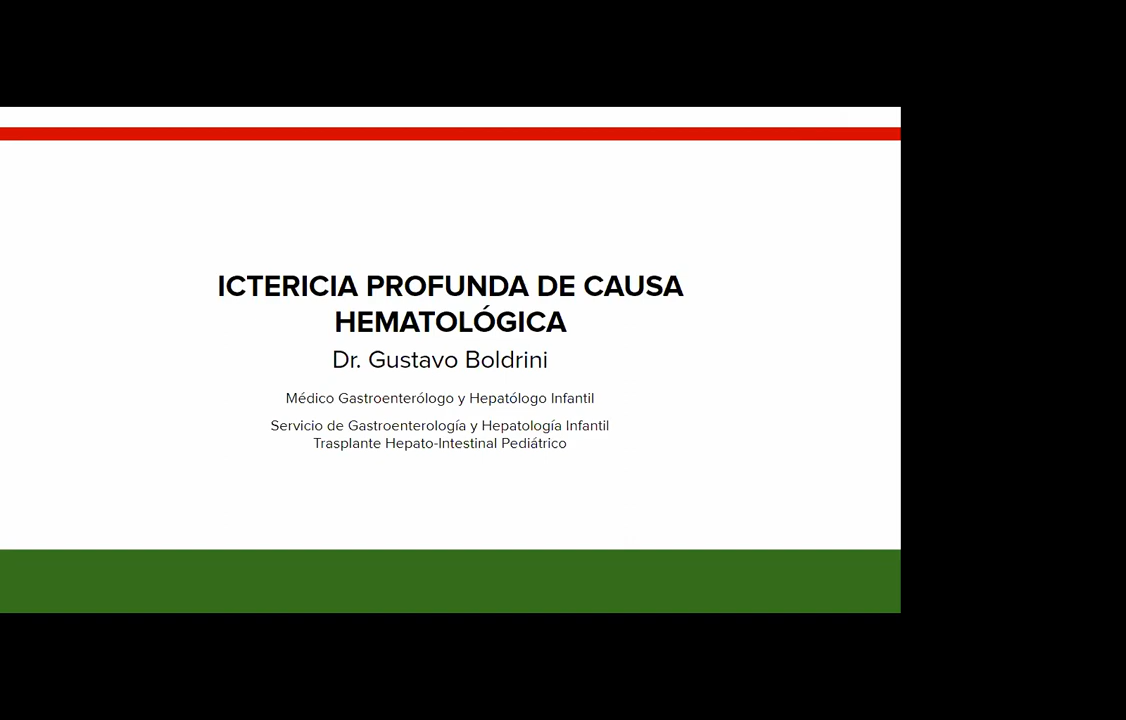 ICTERICIA PROFUNDA DE CAUSA
HEMATOLÓGICA
Dr. Gustavo Boldrini
Médico Gastroenterólogo y Hepatólogo Infantil
Servicio de Gastroenterología y Hepatología Infantil
Trasplante Hepato-Intestinal Pediátrico